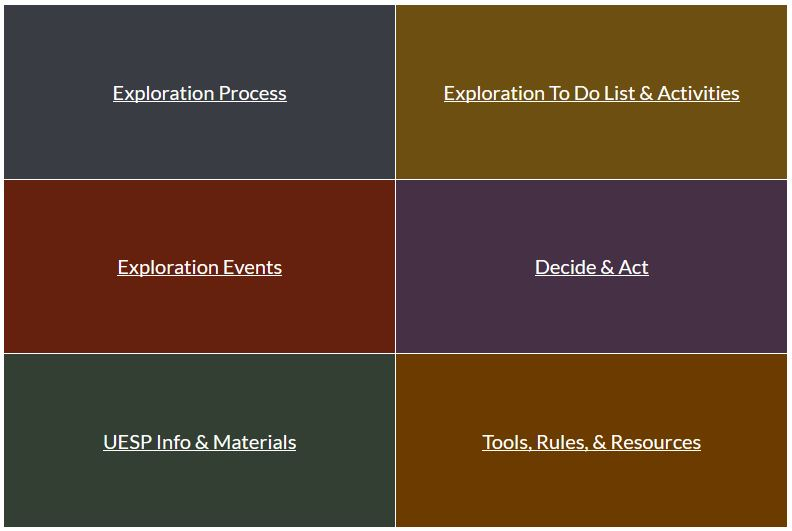 Exploration Process
Exploration To Do List & Activities
Exploration Events
Decide & Act
UESP Info & Materials
Tools, Rules, & Resources